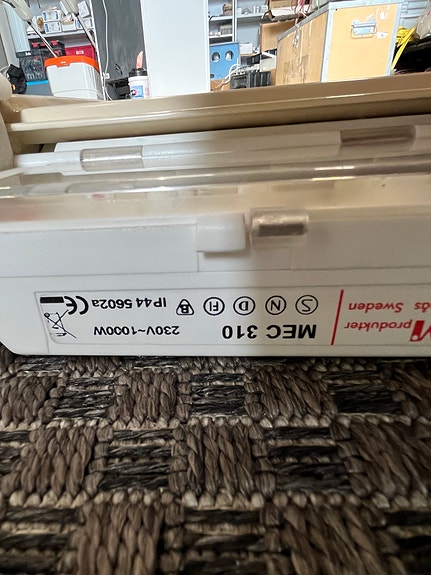 produkter
Sweden
MEC 310
S N D FI
230V~1000W
IP44 5602a CE